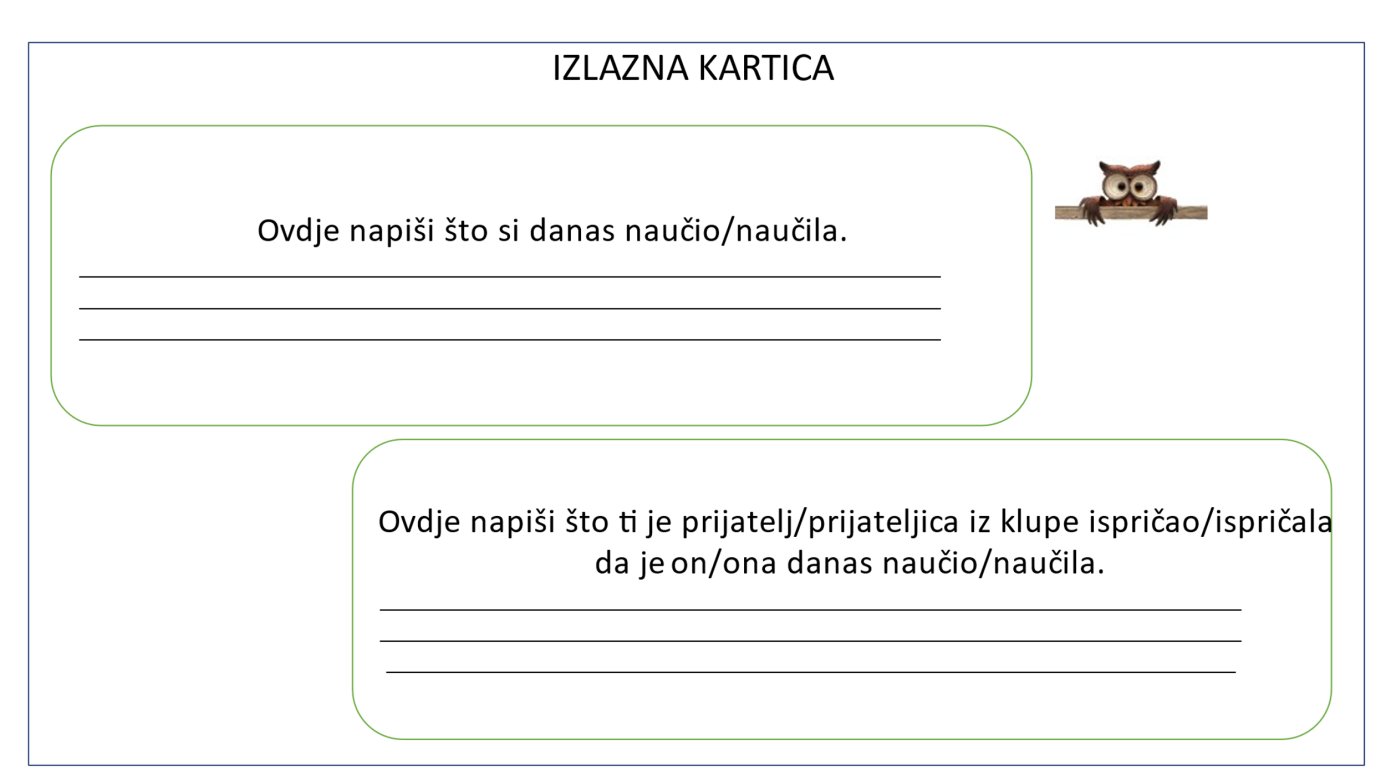 IZLAZNA KARTICA
Ovdje napiši što si danas naučio/naučila.
Ovdje napiši što ti je prijatelj/prijateljica iz klupe ispričao/ispričala
da je on/ona danas naučio/naučila.